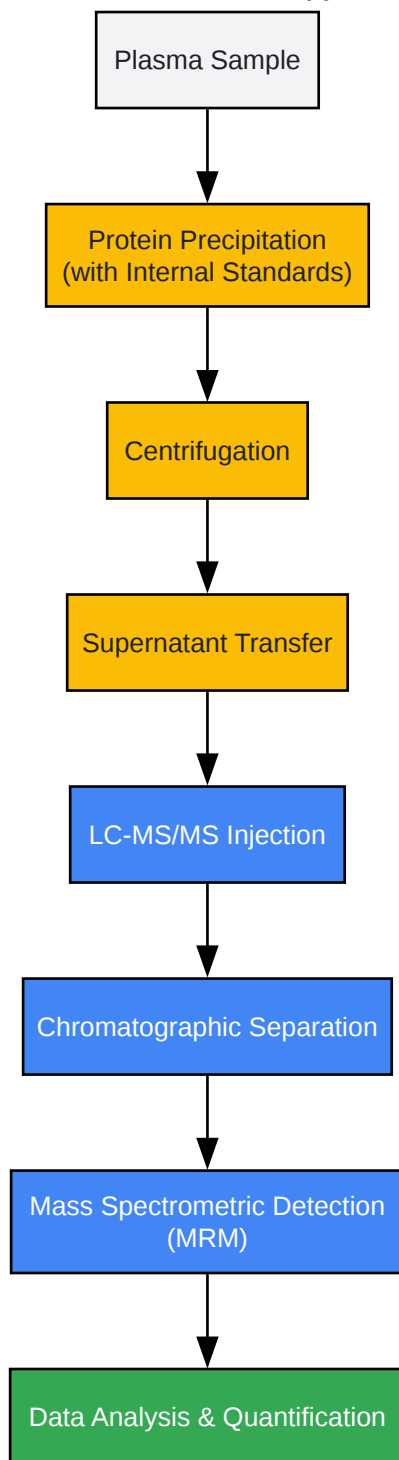 Plasma Sample
Protein Precipitation
(with Internal Standards)
Centrifugation
Supernatant Transfer
LC-MS/MS Injection
Chromatographic Separation
Mass Spectrometric Detection
(MRM)
Data Analysis & Quantification